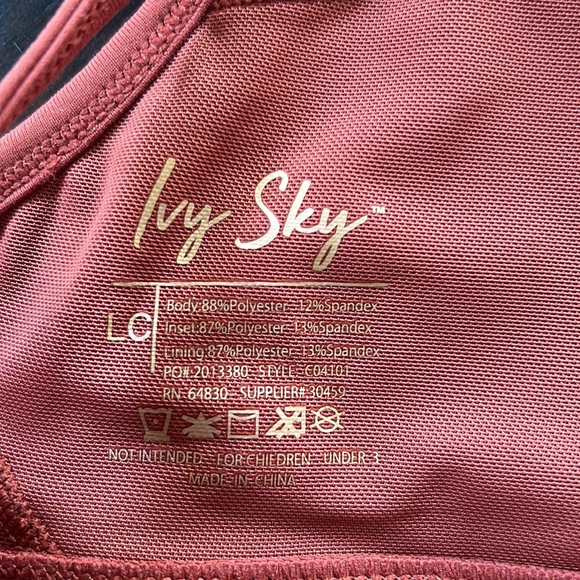 Ivy Sky™
LC
Body:88%Polyester 12%Spandex
Inset:87%Polyester 13%Spandex
Lining:87%Polyester 13%Spandex
PO#:2013380 STYLE: C04101
RN: 64830 SUPPLIER#:30459
NOT INTENDED FOR CHIEDREN UNDER 3
MADE IN CHINA